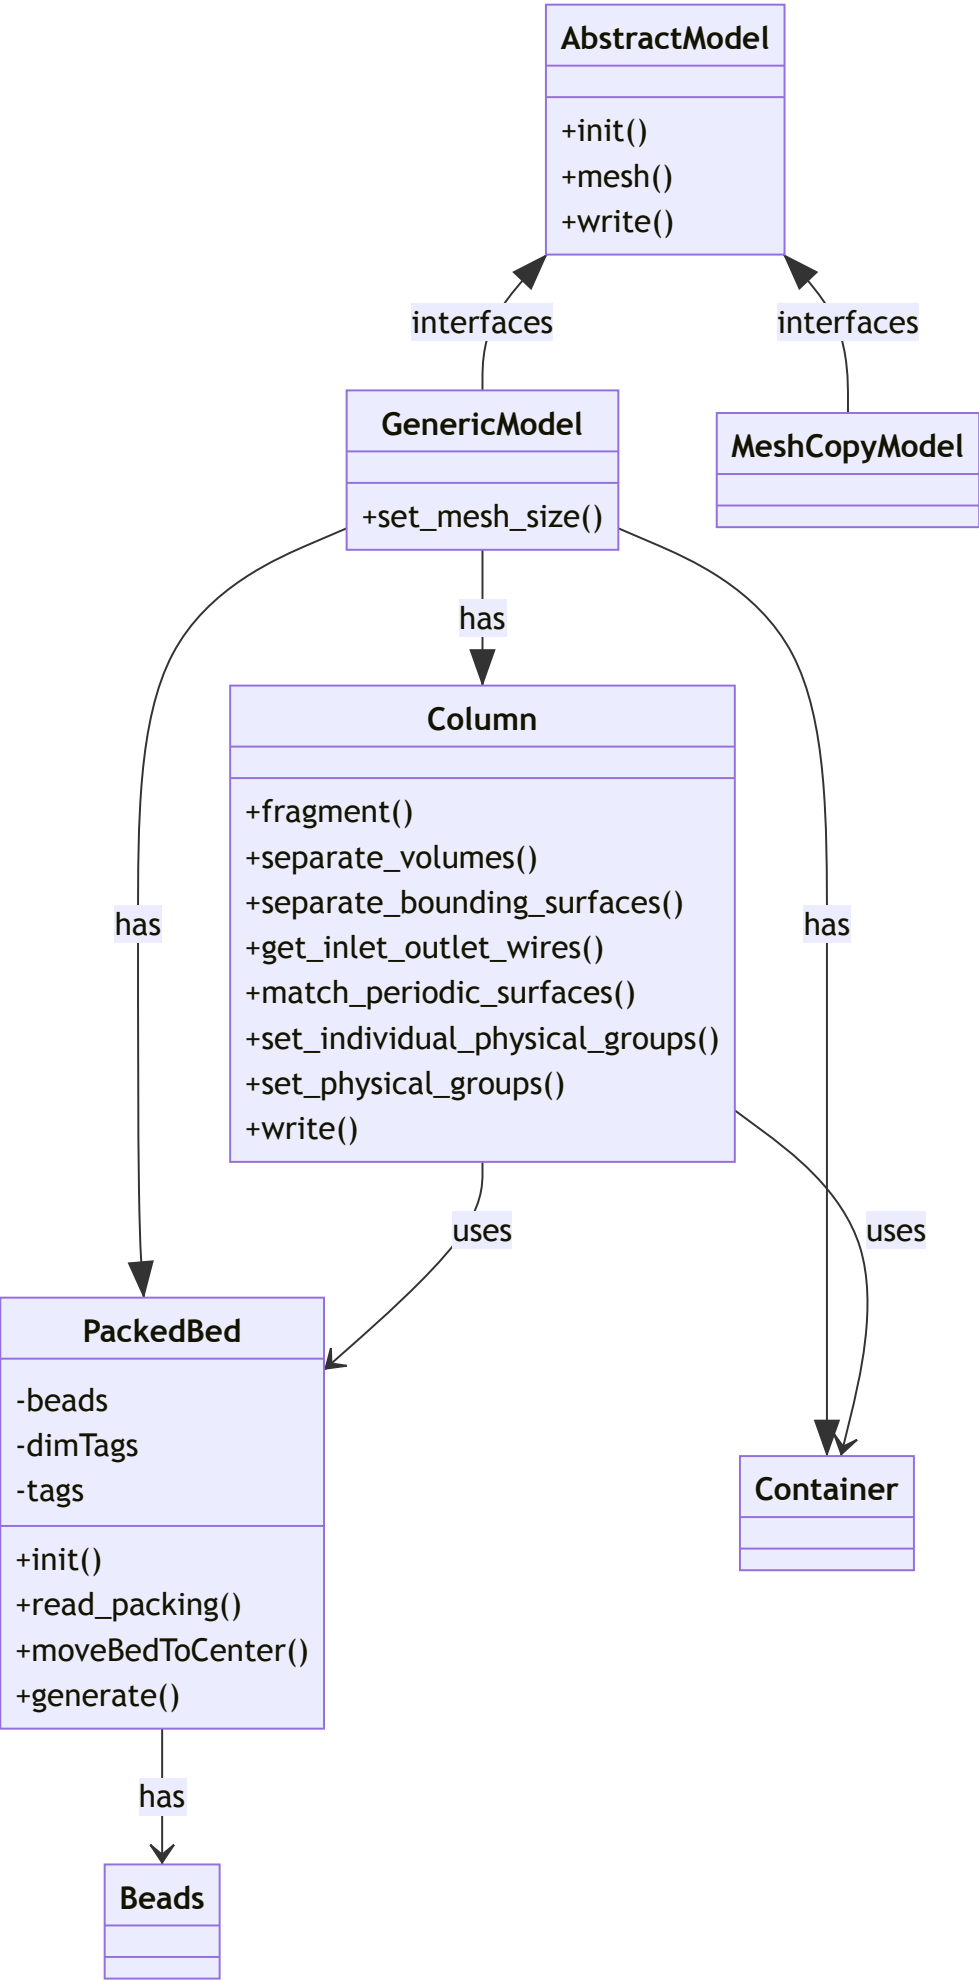 AbstractModel
+init()
+mesh()
+write()
interfaces
interfaces
GenericModel
+set_mesh_size()
MeshCopyModel
has
Column
+fragment()
+separate_volumes()
+separate_bounding_surfaces()
+get_inlet_outlet_wires()
+match_periodic_surfaces()
+set_individual_physical_groups()
+set_physical_groups()
+write()
has
has
uses
uses
PackedBed
-beads
-dimTags
-tags
+init()
+read_packing()
+moveBedToCenter()
+generate()
Container
has
Beads